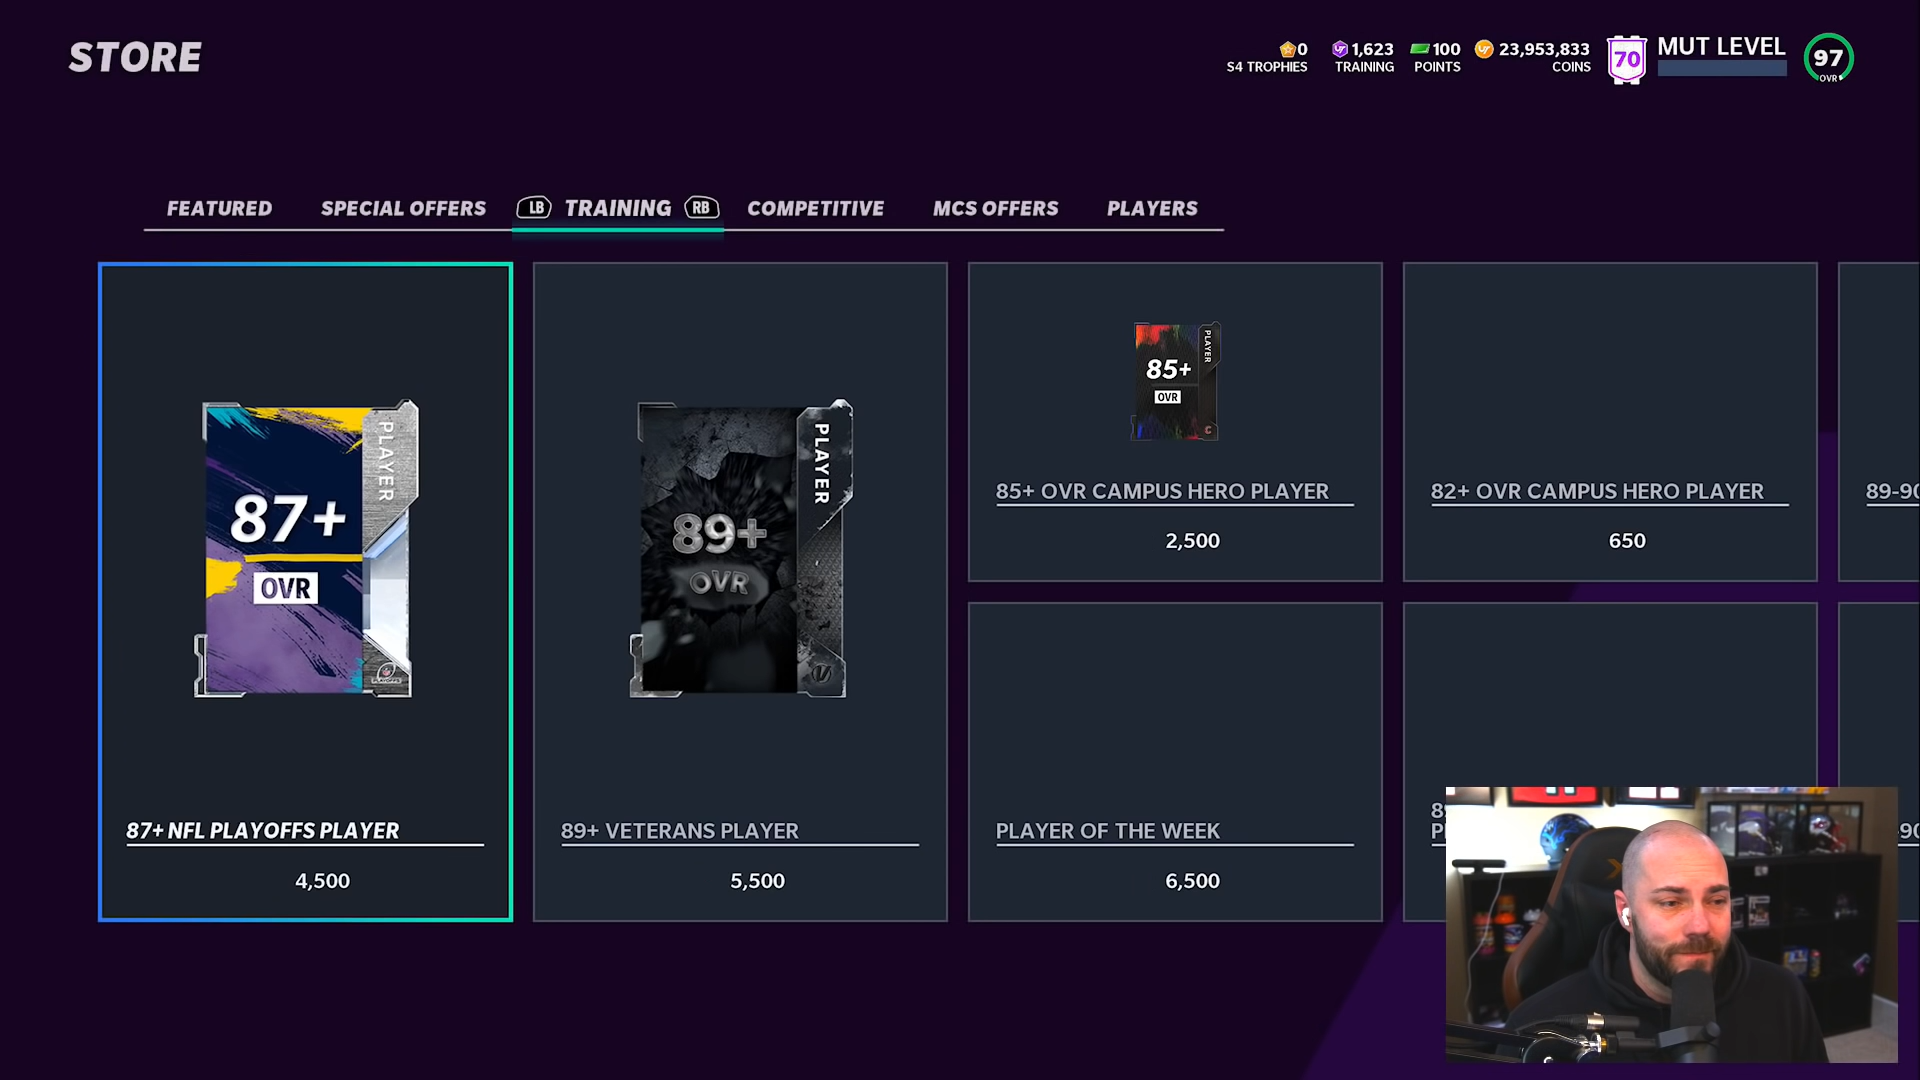 STORE
0
S4 TROPHIES
1,623
TRAINING
100
POINTS
23,953,833
COINS
70
MUT LEVEL
97
OVR
FEATURED
SPECIAL OFFERS
LB
TRAINING
RB
COMPETITIVE
MCS OFFERS
PLAYERS
PLAYER
87+
OVR
87+ NFL PLAYOFFS PLAYER
4,500
PLAYER
89+
OVR
89+ VETERANS PLAYER
5,500
PLAYER
85+
OVR
C
85+ OVR CAMPUS HERO PLAYER
2,500
82+ OVR CAMPUS HERO PLAYER
650
PLAYER OF THE WEEK
6,500